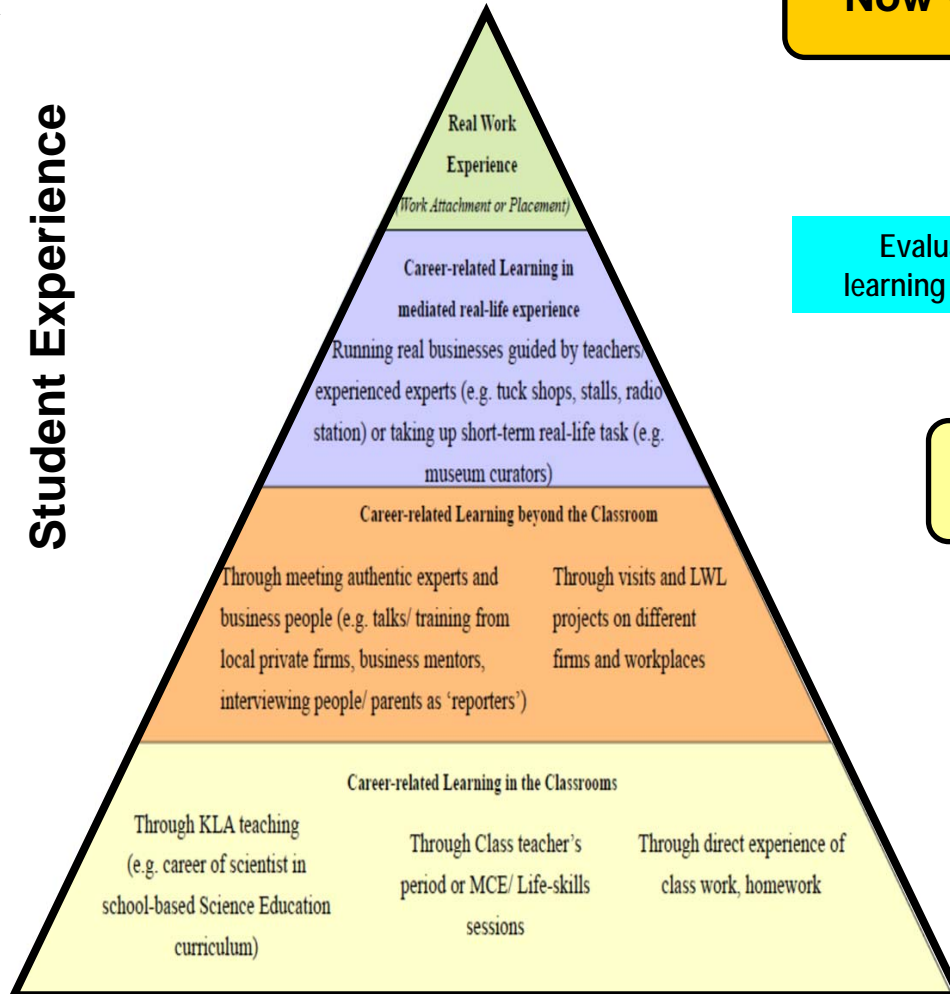 Now
Student Experience
Real Work
Experience
(Work Attachment or Placement)
Evalu
learning
Career-related Learning in
mediated real-life experience
Running real businesses guided by teachers/
experienced experts (e.g. tuck shops, stalls, radio
station) or taking up short-term real-life task (e.g.
museum curators)
Career-related Learning beyond the Classroom
Through meeting authentic experts and
business people (e.g. talks/ training from
local private firms, business mentors,
interviewing people/ parents as ‘reporters’)
Through visits and LWL
projects on different
firms and workplaces
Career-related Learning in the Classrooms
Through KLA teaching
(e.g. career of scientist in
school-based Science Education
curriculum)
Through Class teacher’s
period or MCE/ Life-skills
sessions
Through direct experience of
class work, homework